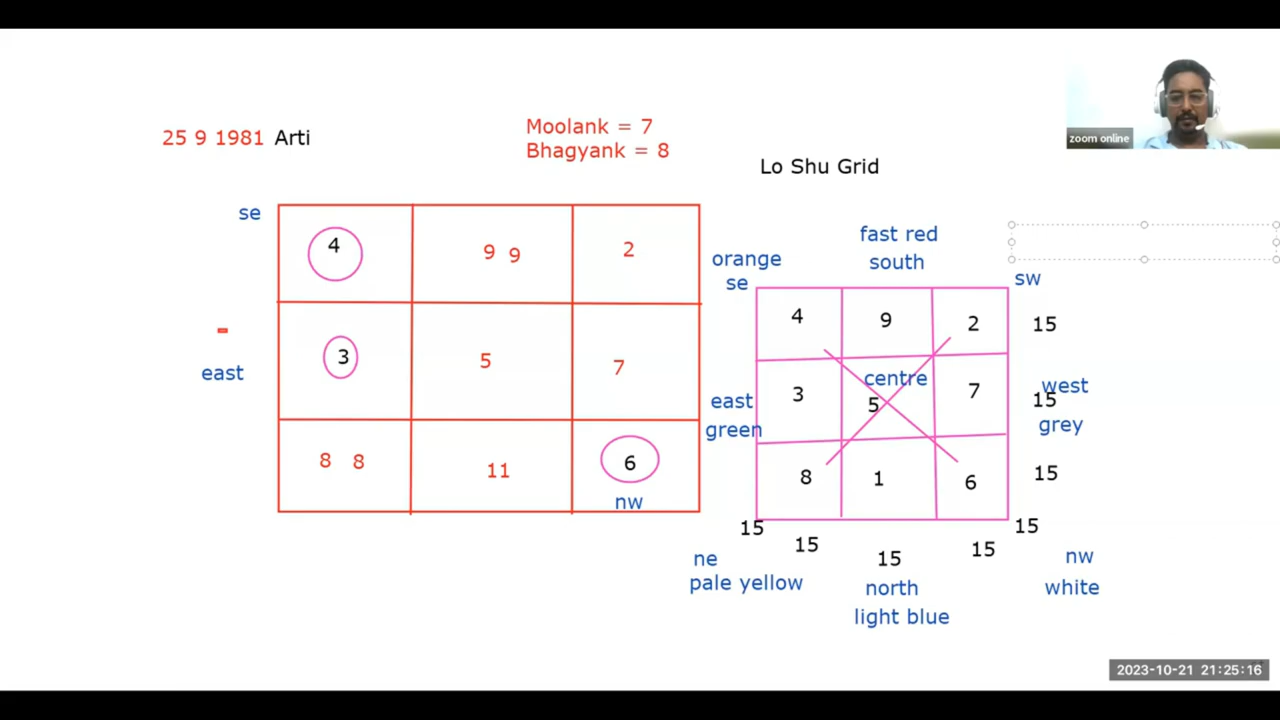 25 9 1981 Arti
Moolank = 7
Bhagyank = 8
zoom online
Lo Shu Grid
se
4
9 9
2
-
east
3
5
7
8 8
11
6
nw
fast red
south
orange
se
sw
4
9
2
15
east
green
3
centre
5
7
west
15
grey
8
1
6
15
15
15
15
15
15
ne
pale yellow
north
light blue
nw
white
2023-10-21 21:25:16